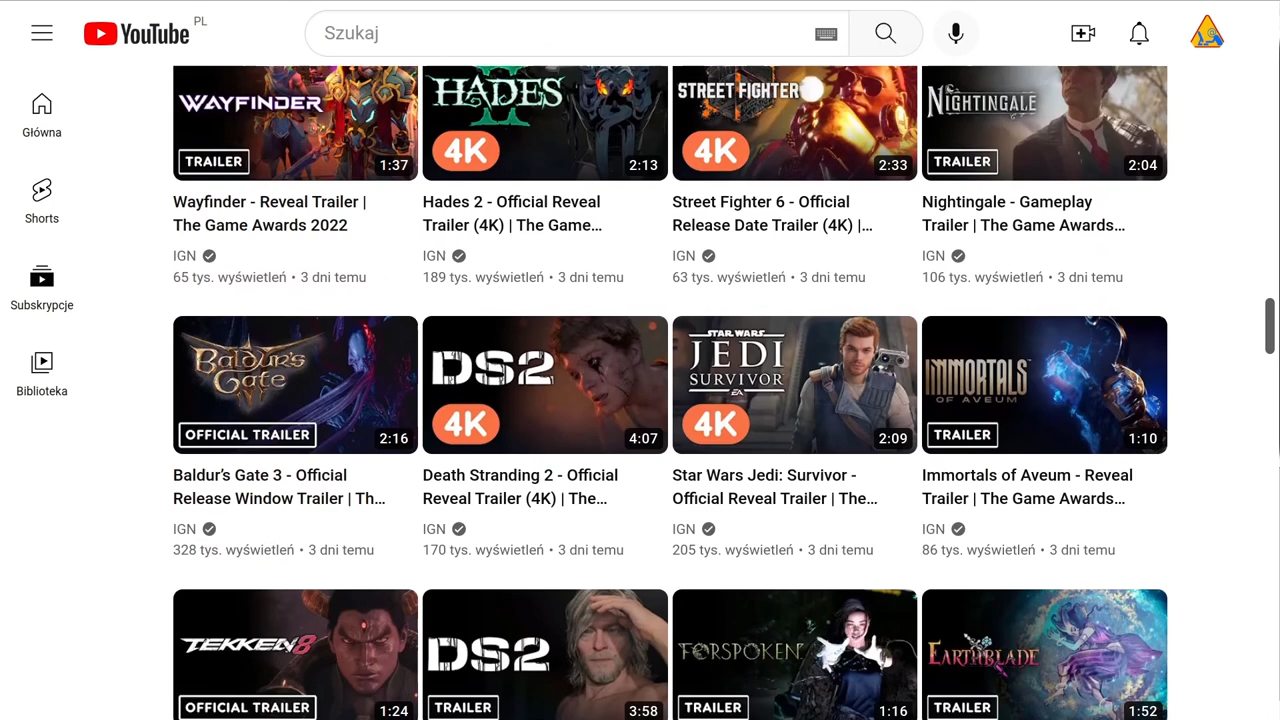 YouTube PL
Szukaj
Główna
Shorts
Subskrypcje
Biblioteka
WAYFINDER
TRAILER
1:37
HADES II
4K
2:13
STREET FIGHTER
4K
2:33
NIGHTINGALE
TRAILER
2:04
Wayfinder - Reveal Trailer |
The Game Awards 2022
IGN
65 tys. wyświetleń • 3 dni temu
Hades 2 - Official Reveal
Trailer (4K) | The Game...
IGN
189 tys. wyświetleń • 3 dni temu
Street Fighter 6 - Official
Release Date Trailer (4K) |...
IGN
63 tys. wyświetleń • 3 dni temu
Nightingale - Gameplay
Trailer | The Game Awards...
IGN
106 tys. wyświetleń • 3 dni temu
BALDUR'S
GATE
OFFICIAL TRAILER
2:16
DS2
4K
4:07
STAR WARS
JEDI
SURVIVOR
EA
4K
2:09
IMMORTALS
OF AVEUM
TRAILER
1:10
Baldur's Gate 3 - Official
Release Window Trailer | Th...
IGN
328 tys. wyświetleń • 3 dni temu
Death Stranding 2 - Official
Reveal Trailer (4K) | The...
IGN
170 tys. wyświetleń • 3 dni temu
Star Wars Jedi: Survivor -
Official Reveal Trailer | The...
IGN
205 tys. wyświetleń • 3 dni temu
Immortals of Aveum - Reveal
Trailer | The Game Awards...
IGN
86 tys. wyświetleń • 3 dni temu
TEKKEN 8
OFFICIAL TRAILER
1:24
DS2
TRAILER
3:58
FORSPOKEN
TRAILER
1:16
EARTHBLADE
TRAILER
1:52